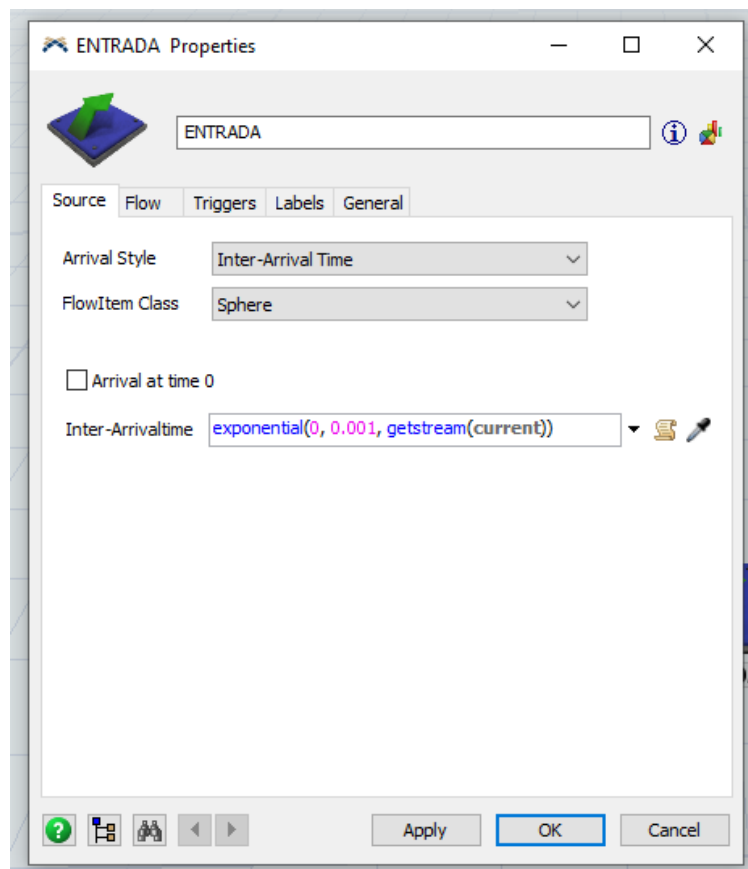 ENTRADA Properties
ENTRADA
Source Flow Triggers Labels General
Arrival Style Inter-Arrival Time
FlowItem Class Sphere
Arrival at time 0
Inter-Arrivaltime exponential(0, 0.001, getstream(current))
Apply OK Cancel